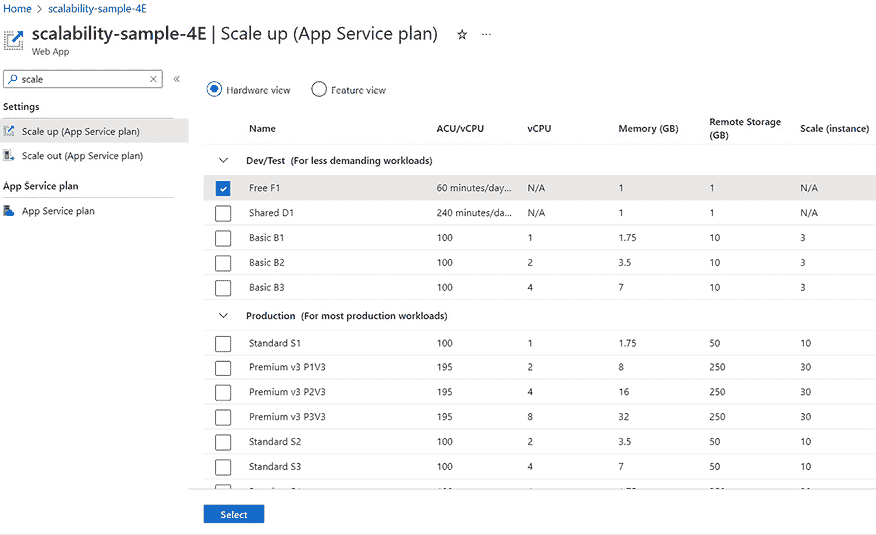 Home > scalability-sample-4E
scalability-sample-4E | Scale up (App Service plan) ☆ ...
Web App
scale × «
Settings
Scale up (App Service plan)
Scale out (App Service plan)
App Service plan
App Service plan
Hardware view Feature view
Name ACU/vCPU vCPU Memory (GB) Remote Storage (GB) Scale (instance)
Dev/Test (For less demanding workloads)
Free F1 60 minutes/day... N/A 1 1 N/A
Shared D1 240 minutes/da... N/A 1 1 N/A
Basic B1 100 1 1.75 10 3
Basic B2 100 2 3.5 10 3
Basic B3 100 4 7 10 3
Production (For most production workloads)
Standard S1 100 1 1.75 50 10
Premium v3 P1V3 195 2 8 250 30
Premium v3 P2V3 195 4 16 250 30
Premium v3 P3V3 195 8 32 250 30
Standard S2 100 2 3.5 50 10
Standard S3 100 4 7 50 10
Select